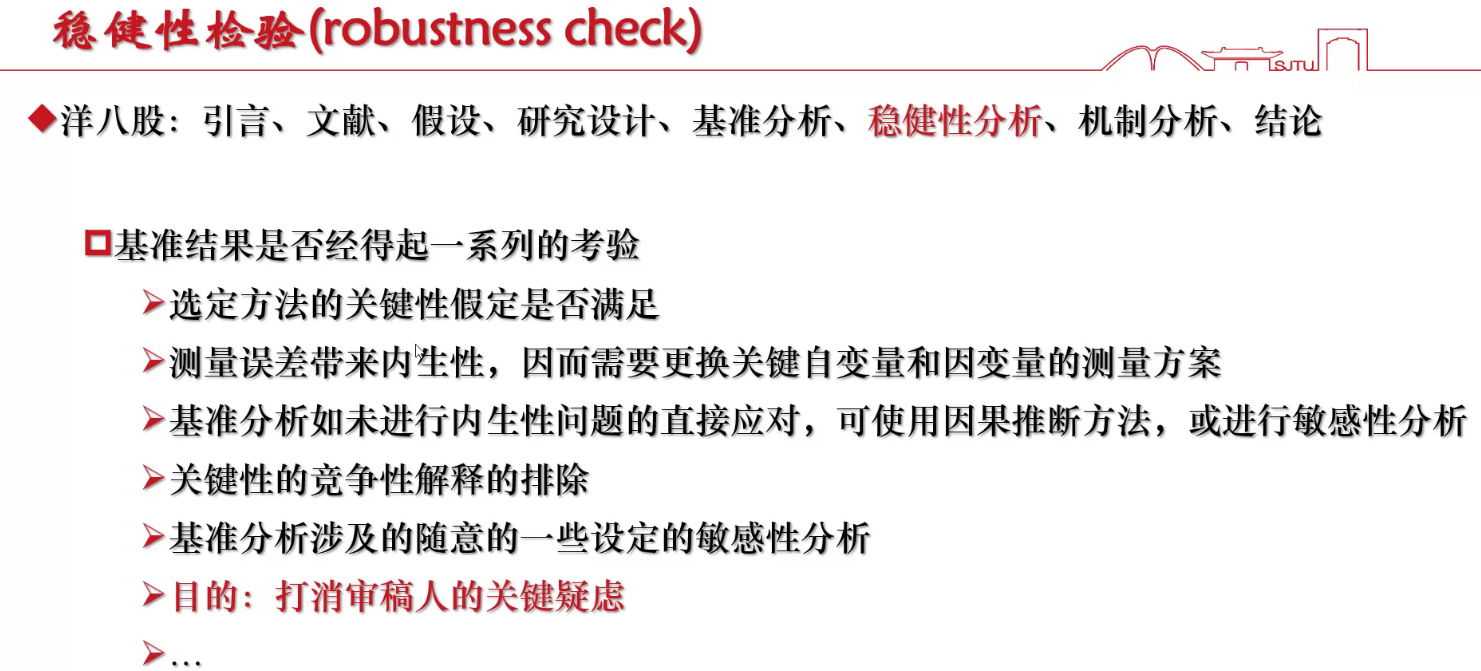 稳健性检验(robustness check)
SJTU
洋八股：引言、文献、假设、研究设计、基准分析、稳健性分析、机制分析、结论
基准结果是否经得起一系列的考验
选定方法的关键性假定是否满足
测量误差带来内生性，因而需要更换关键自变量和因变量的测量方案
基准分析如未进行内生性问题的直接应对，可使用因果推断方法，或进行敏感性分析
关键性的竞争性解释的排除
基准分析涉及的随意的一些设定的敏感性分析
目的：打消审稿人的关键疑虑
…